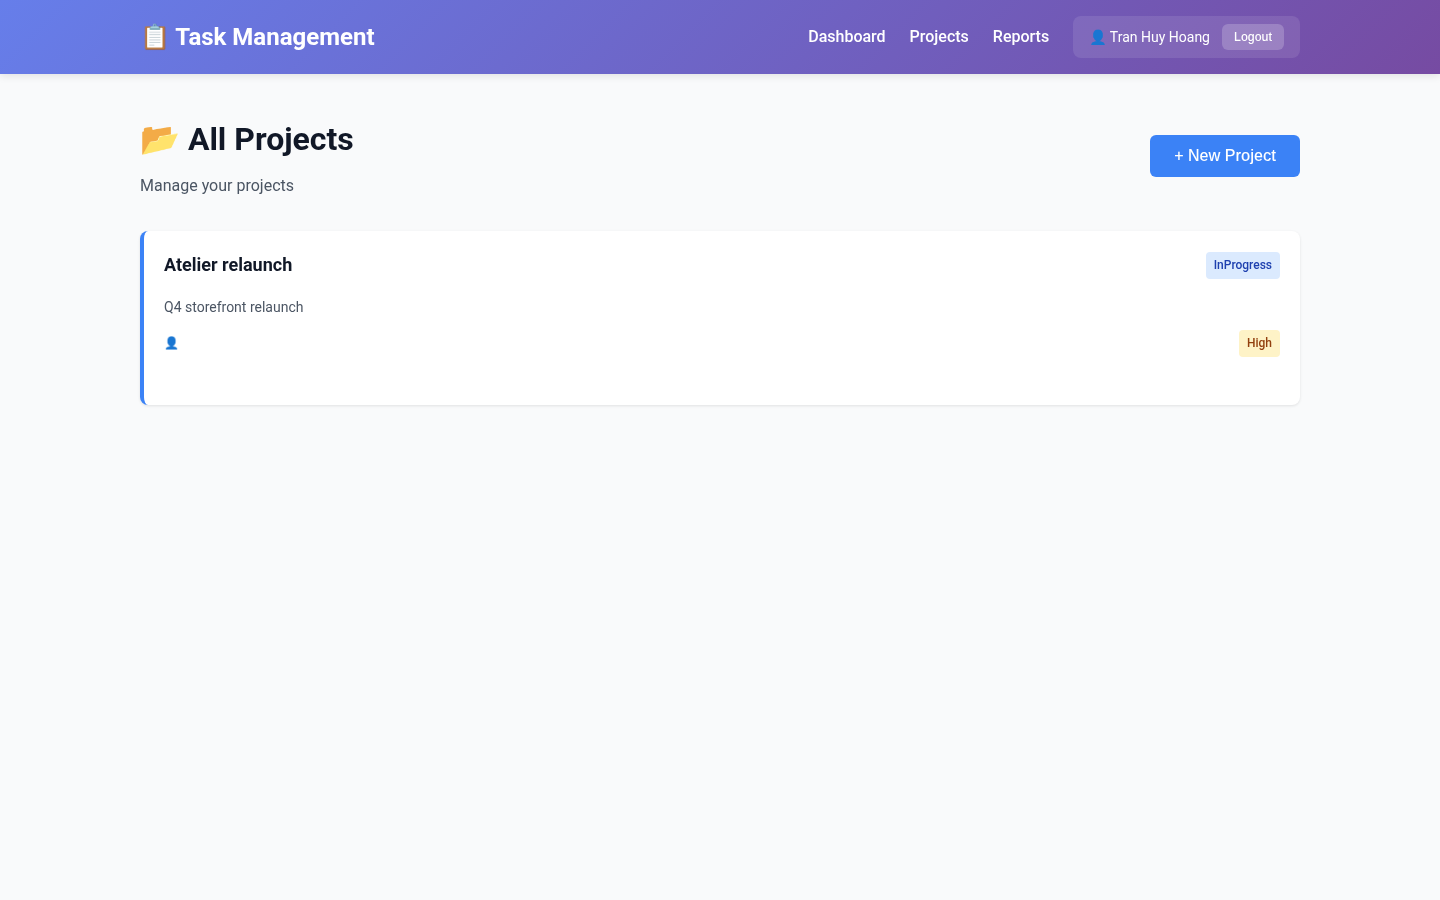 📋 Task Management
Dashboard Projects Reports 👤 Tran Huy Hoang Logout
📂 All Projects
Manage your projects
+ New Project
Atelier relaunch
InProgress
Q4 storefront relaunch
👤
High